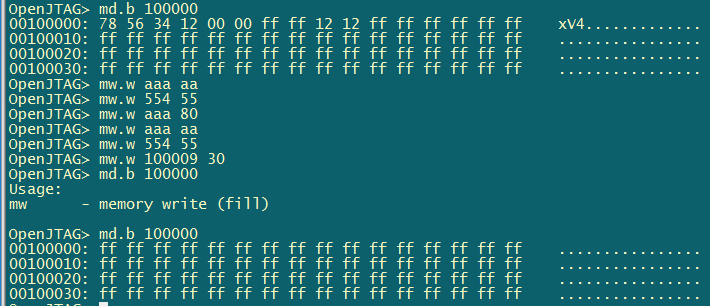 OpenJTAG> md.b 100000
00100000: 78 56 34 12 00 00 ff ff 12 12 ff ff ff ff ff ff    xV4.............
00100010: ff ff ff ff ff ff ff ff ff ff ff ff ff ff ff ff    ................
00100020: ff ff ff ff ff ff ff ff ff ff ff ff ff ff ff ff    ................
00100030: ff ff ff ff ff ff ff ff ff ff ff ff ff ff ff ff    ................
OpenJTAG> mw.w aaa aa
OpenJTAG> mw.w 554 55
OpenJTAG> mw.w aaa 80
OpenJTAG> mw.w aaa aa
OpenJTAG> mw.w 554 55
OpenJTAG> mw.w 100009 30
OpenJTAG> md.b 100000
Usage:
mw      - memory write (fill)
OpenJTAG> md.b 100000
00100000: ff ff ff ff ff ff ff ff ff ff ff ff ff ff ff ff    ................
00100010: ff ff ff ff ff ff ff ff ff ff ff ff ff ff ff ff    ................
00100020: ff ff ff ff ff ff ff ff ff ff ff ff ff ff ff ff    ................
00100030: ff ff ff ff ff ff ff ff ff ff ff ff ff ff ff ff    ................